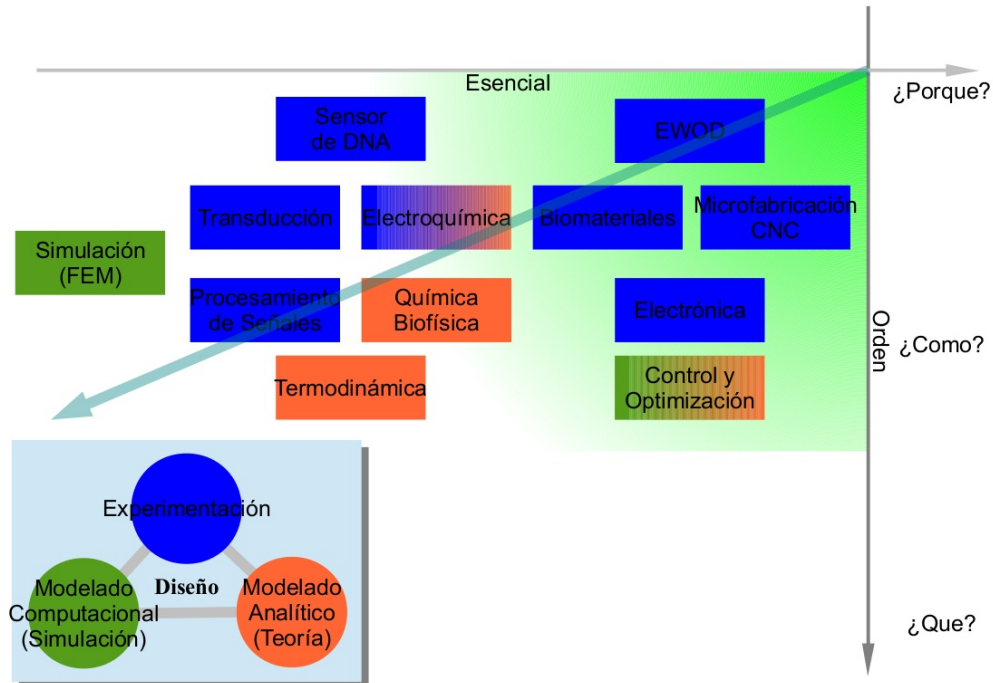 Esencial
¿Porque?
Sensor
de DNA
EWOD
Transducción
Electroquímica
Biomateriales
Microfabricación
CNC
Simulación
(FEM)
Procesamiento
de Señales
Química
Biofísica
Electrónica
Orden
¿Como?
Termodinámica
Control y
Optimización
Experimentación
Diseño
Modelado
Computacional
(Simulación)
Modelado
Analítico
(Teoría)
¿Que?